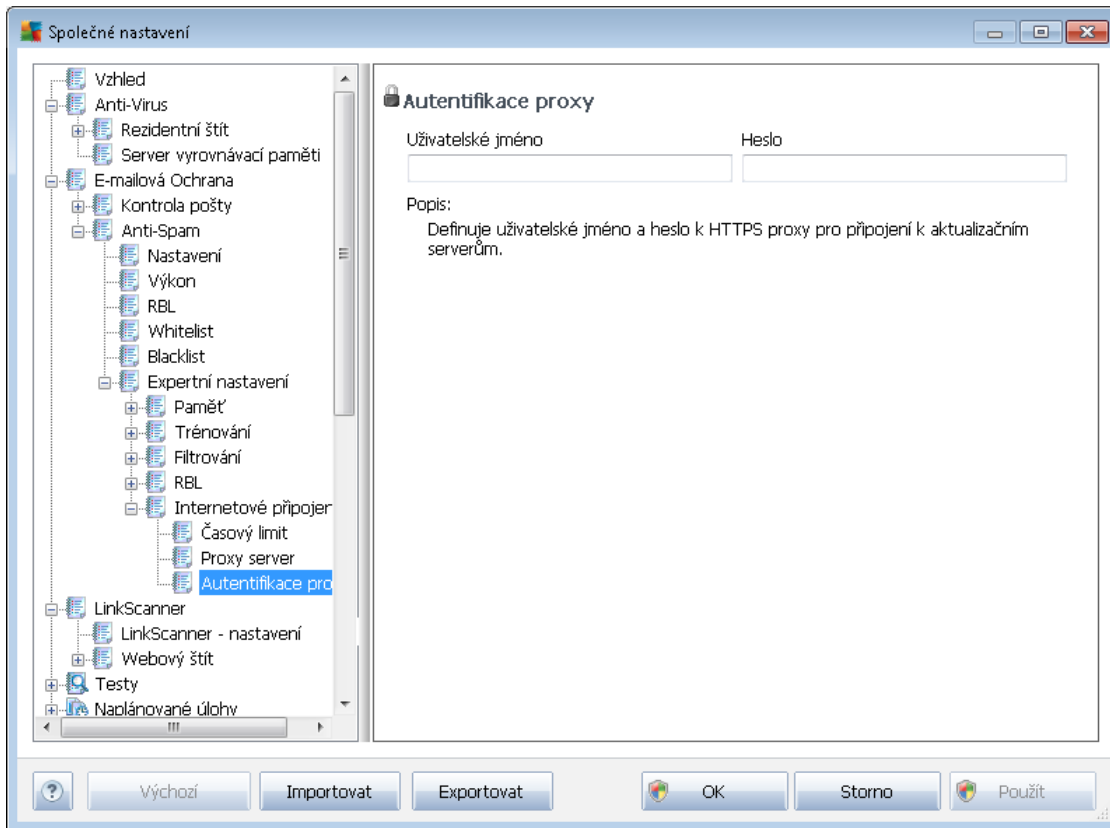 Společné nastavení
Vzhled
Anti-Virus
Rezidentní štít
Server vyrovnávací paměti
E-mailová Ochrana
Kontrola pošty
Anti-Spam
Nastavení
Výkon
RBL
Whitelist
Blacklist
Expertní nastavení
Paměť
Trénování
Filtrování
RBL
Internetové připojer
Časový limit
Proxy server
Autentifikace pro
LinkScanner
LinkScanner - nastavení
Webový štít
Testy
Naplánované úlohy
Autentifikace proxy
Uživatelské jméno
Heslo
Popis:
Definuje uživatelské jméno a heslo k HTTPS proxy pro připojení k aktualizačním
serverům.
?
Výchozí
Importovat
Exportovat
OK
Storno
Použít